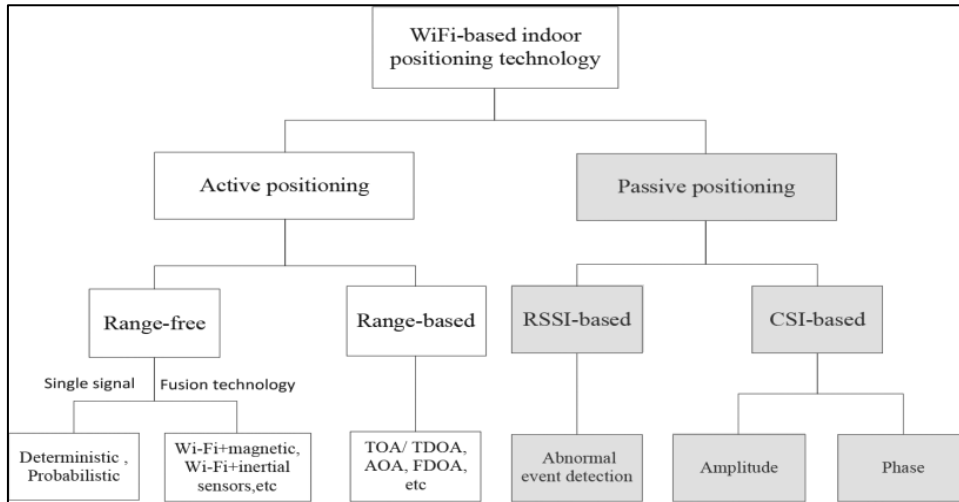 WiFi-based indoor
positioning technology
Active positioning
Passive positioning
Range-free
Range-based
RSSI-based
CSI-based
Single signal
Fusion technology
Deterministic ,
Probabilistic
Wi-Fi+magnetic,
Wi-Fi+inertial
sensors,etc
TOA/ TDOA,
AOA, FDOA,
etc
Abnormal
event detection
Amplitude
Phase